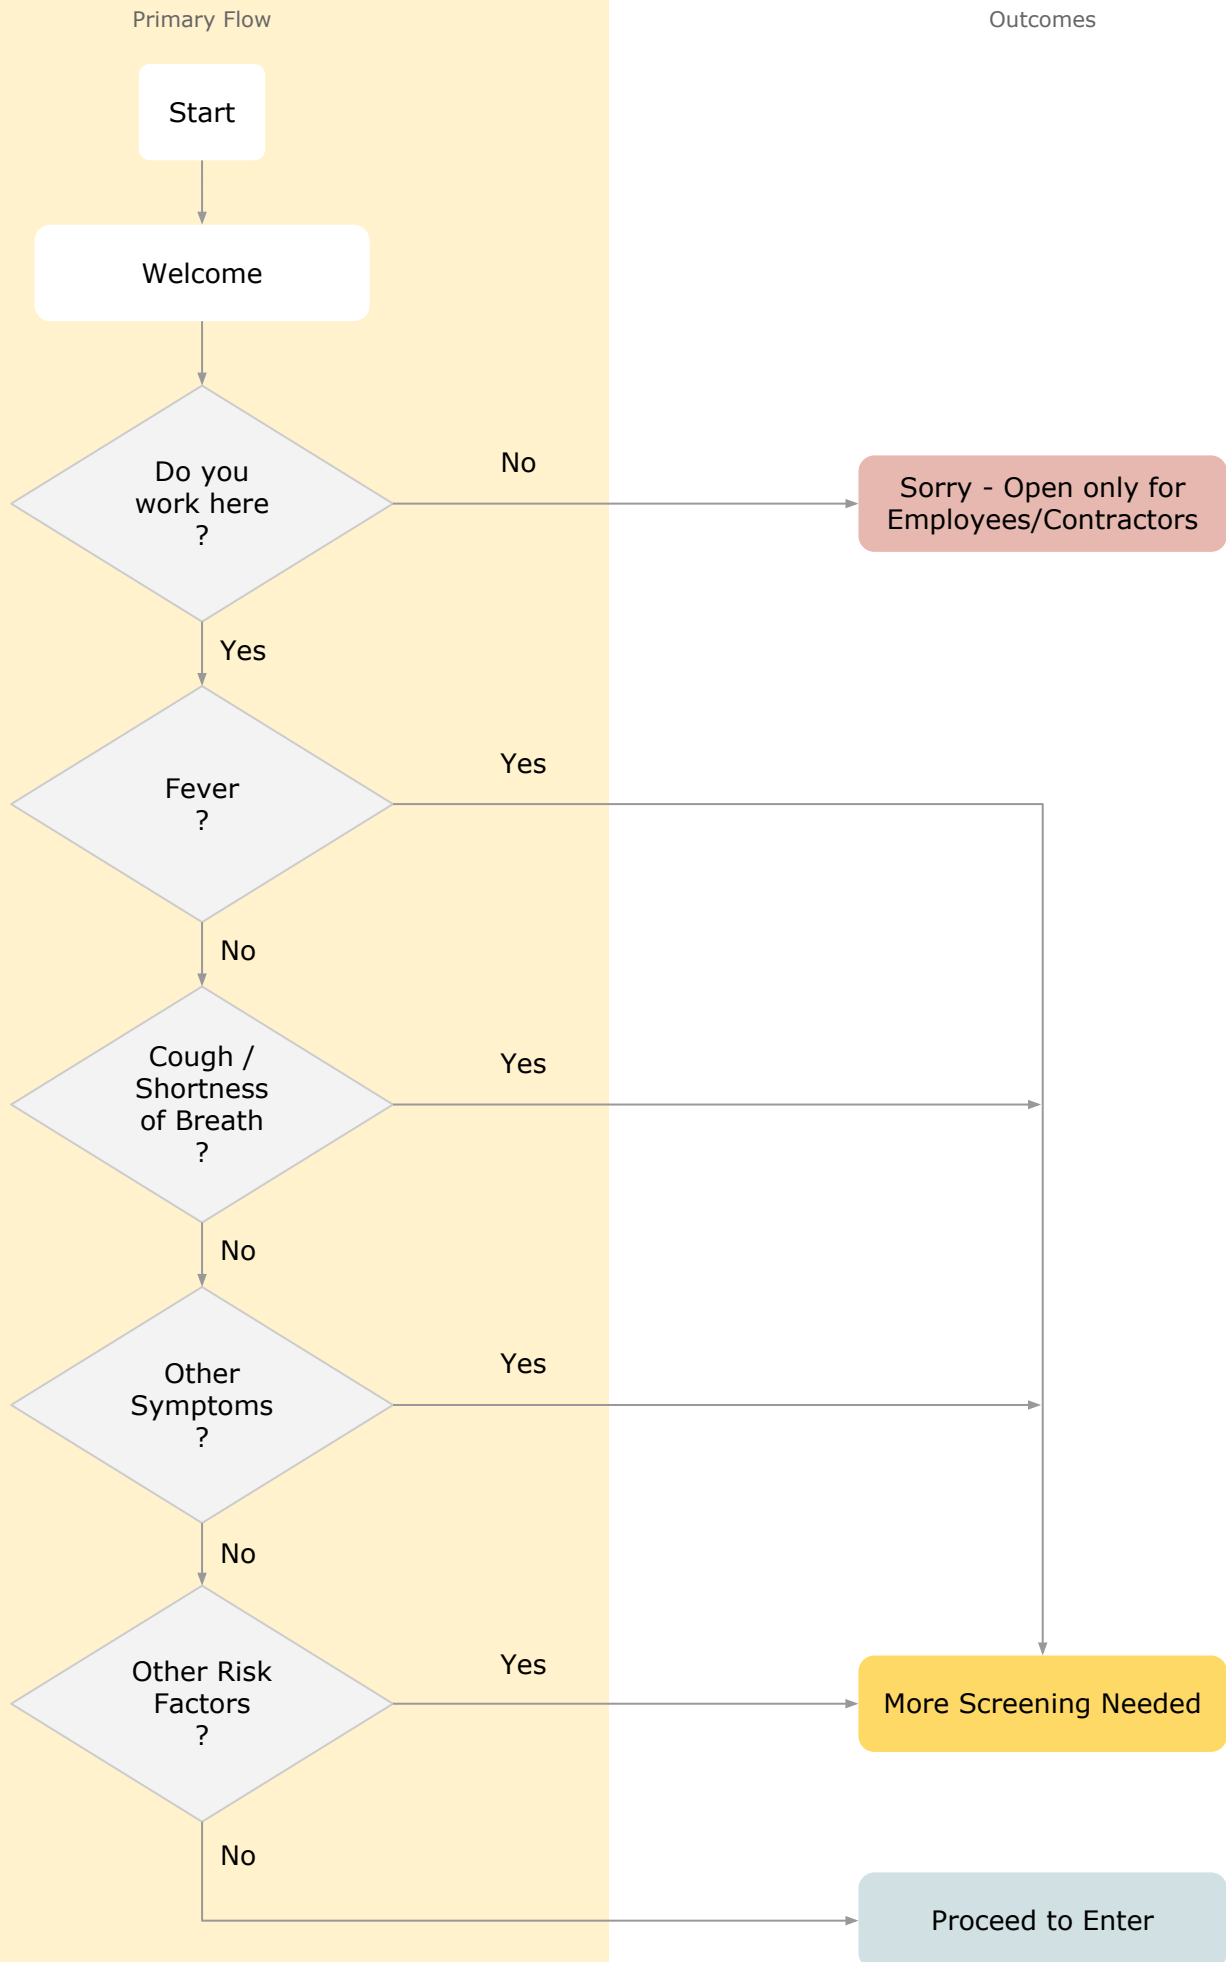 Primary Flow
Outcomes
Start
Welcome
Do you
work here
?
No
Sorry - Open only for
Employees/Contractors
Yes
Fever
?
Yes
No
Cough /
Shortness
of Breath
?
Yes
No
Other
Symptoms
?
Yes
No
Other Risk
Factors
?
Yes
More Screening Needed
No
Proceed to Enter